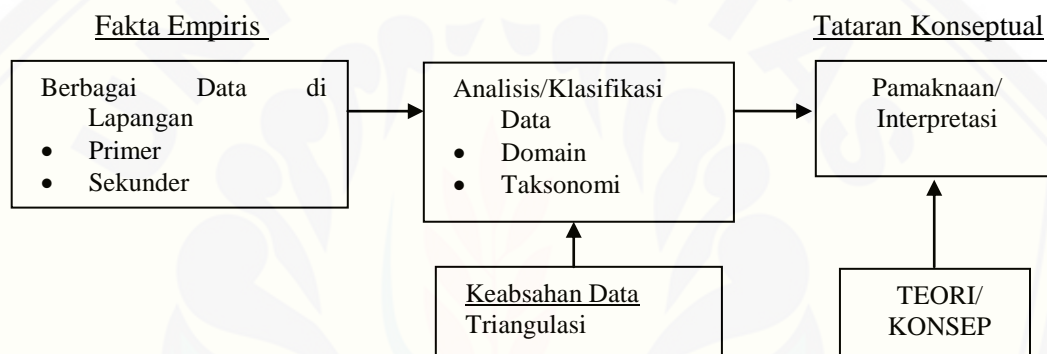 Fakta Empiris
Tataran Konseptual
Berbagai Data di
Lapangan
• Primer
• Sekunder
Analisis/Klasifikasi
Data
• Domain
• Taksonomi
Pamaknaan/
Interpretasi
Keabsahan Data
Triangulasi
TEORI/
KONSEP